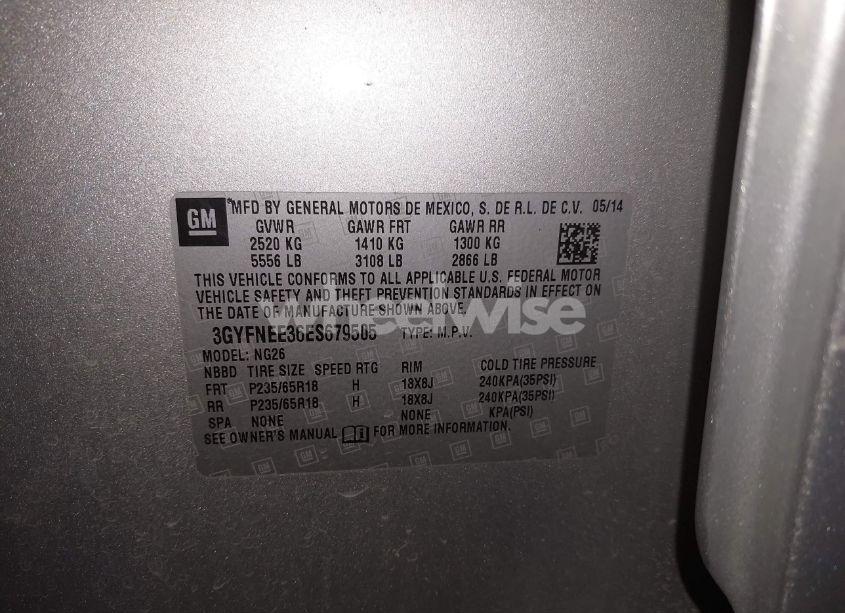 GM *MFD BY GENERAL MOTORS DE MEXICO, S. DE R.L. DE C.V. 05/14
GVWR GAWR FRT GAWR RR
2520 KG 1410 KG 1300 KG
5556 LB 3108 LB 2866 LB
THIS VEHICLE CONFORMS TO ALL APPLICABLE U.S. FEDERAL MOTOR
VEHICLE SAFETY AND THEFT PREVENTION STANDARDS IN EFFECT ON
THE DATE OF MANUFACTURE SHOWN ABOVE.
wheelwise
3GYFNEE36ES679505 TYPE: M.P.V.
MODEL: NG26
NBBD TIRE SIZE SPEED RTG RIM COLD TIRE PRESSURE
FRT P235/65R18 H 18X8J 240KPA(35PSI)
RR P235/65R18 H 18X8J 240KPA(35PSI)
SPA NONE NONE KPA(PSI)
SEE OWNER'S MANUAL FOR MORE INFORMATION.